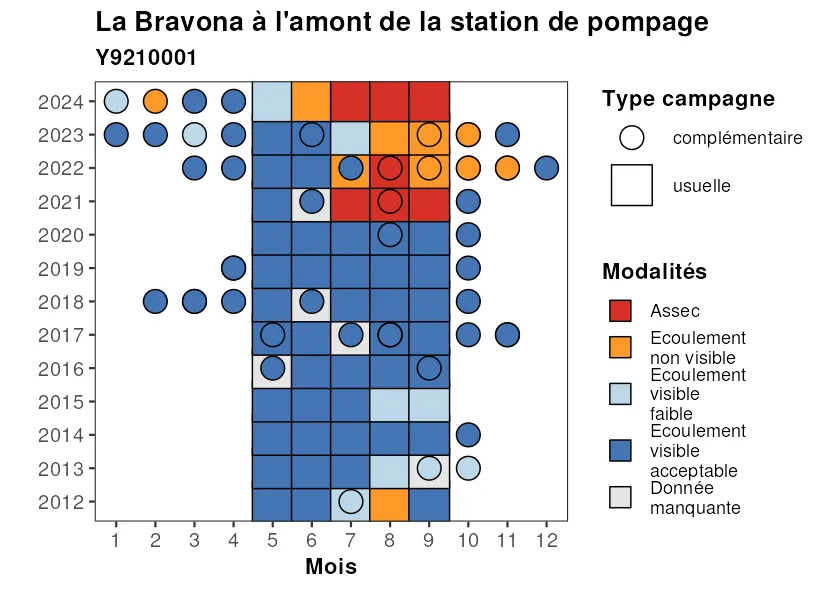 La Bravona à l'amont de la station de pompage
Y9210001
2024
2023
2022
2021
2020
2019
2018
2017
2016
2015
2014
2013
2012
1 2 3 4 5 6 7 8 9 10 11 12
Mois
Type campagne
complémentaire
usuelle
Modalités
Assec
Ecoulement
non visible
Ecoulement
visible
faible
Ecoulement
visible
acceptable
Donnée
manquante